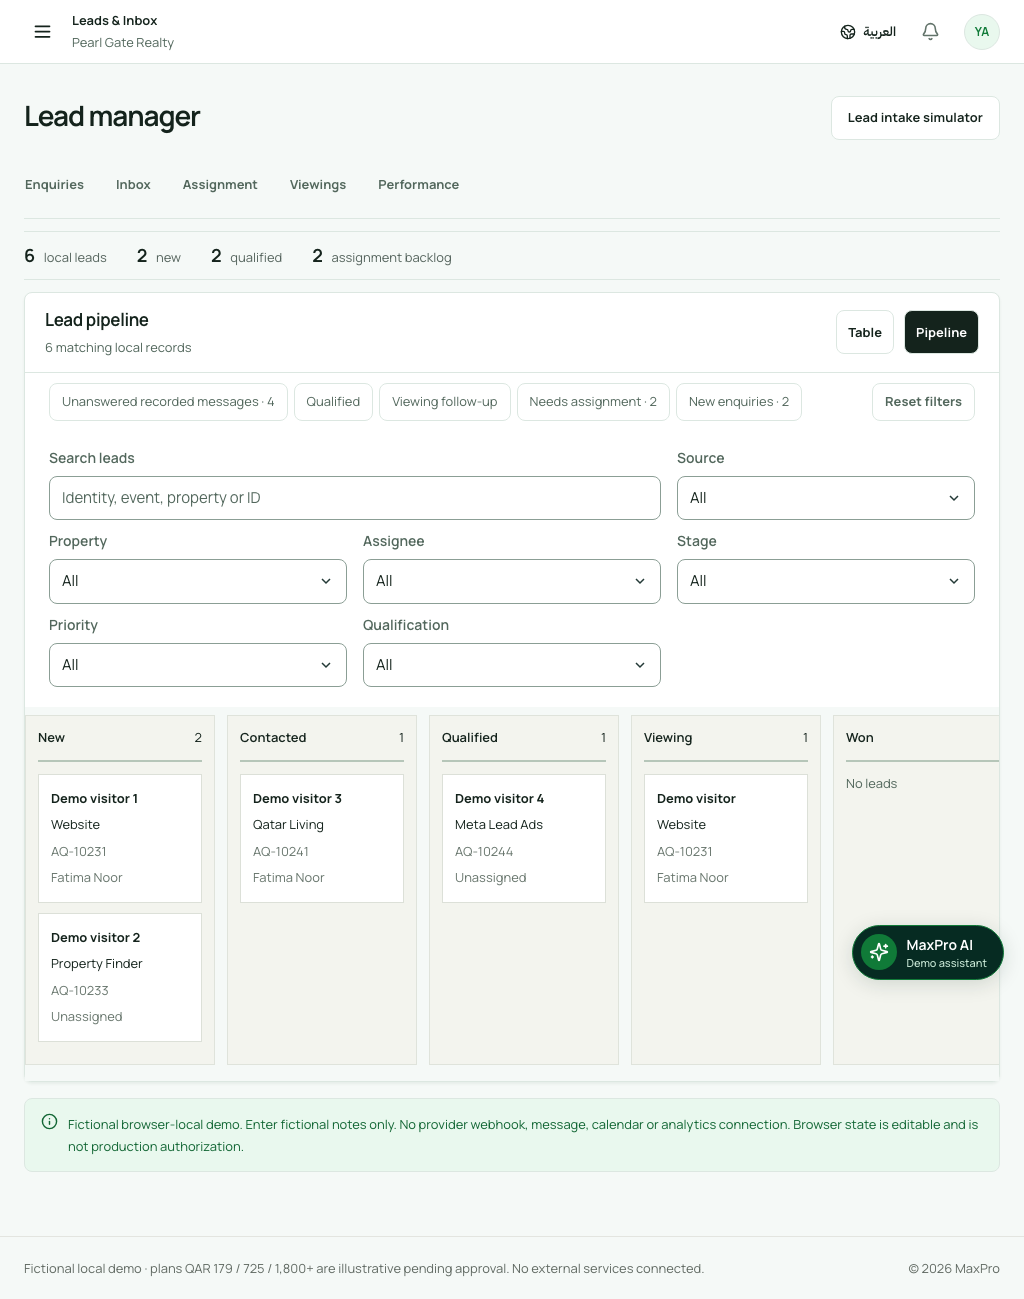 Leads & Inbox
Pearl Gate Realty
العربية
YA
Lead manager
Lead intake simulator
Enquiries Inbox Assignment Viewings Performance
6 local leads 2 new 2 qualified 2 assignment backlog
Lead pipeline
6 matching local records
Table Pipeline
Unanswered recorded messages · 4 Qualified Viewing follow-up Needs assignment · 2 New enquiries · 2 Reset filters
Search leads Source
Identity, event, property or ID All
Property Assignee Stage
All All All
Priority Qualification
All All
New 2
Demo visitor 1
Website
AQ-10231
Fatima Noor
Demo visitor 2
Property Finder
AQ-10233
Unassigned
Contacted 1
Demo visitor 3
Qatar Living
AQ-10241
Fatima Noor
Qualified 1
Demo visitor 4
Meta Lead Ads
AQ-10244
Unassigned
Viewing 1
Demo visitor
Website
AQ-10231
Fatima Noor
Won
No leads
MaxPro AI
Demo assistant
Fictional browser-local demo. Enter fictional notes only. No provider webhook, message, calendar or analytics connection. Browser state is editable and is
not production authorization.
Fictional local demo · plans QAR 179 / 725 / 1,800+ are illustrative pending approval. No external services connected.
© 2026 MaxPro